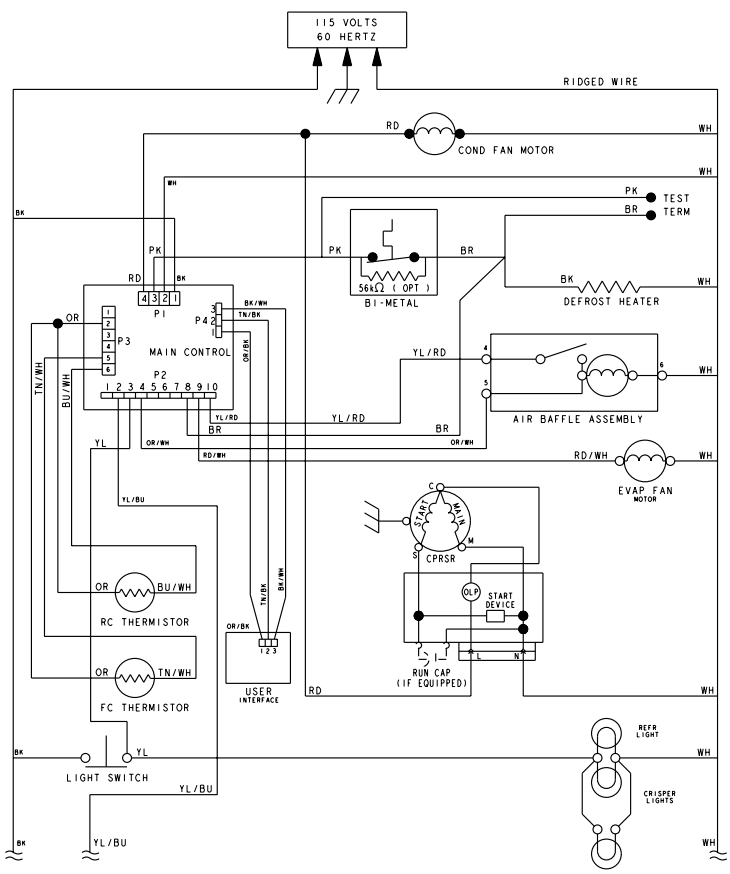 115 VOLTS
60 HERTZ
RIDGED WIRE
RD
WH
COND FAN MOTOR
WH
WH
PK
TEST
BK
BR
TERM
PK
PK
BR
RD
BK
BK
WH
4 3 2 1
56kΩ ( OPT )
DEFROST HEATER
P1
BI-METAL
3
BK/WH
1
OR
P4 2
TN/BK
2
3
P3
1
4
MAIN CONTROL
OR/BK
YL/RD
4
5
6
WH
6
TN/WH
BU/WH
P2
5
1 2 3 4 5 6 7 8 9 10
YL/RD
YL/RD
AIR BAFFLE ASSEMBLY
BR
BR
YL
OR/WH
OR/WH
RD/WH
RD/WH
WH
EVAP FAN
MOTOR
C
YL/BU
START
MAIN
S
M
CPRSR
OR
BU/WH
TN/BK
BK/WH
OLP
START
DEVICE
RC THERMISTOR
OR/BK
1 2 3
L
N
OR
TN/WH
RUN CAP
(IF EQUIPPED)
USER
INTERFACE
RD
WH
FC THERMISTOR
REFR
LIGHT
BK
YL
WH
LIGHT SWITCH
YL/BU
CRISPER
LIGHTS
BK
YL/BU
WH